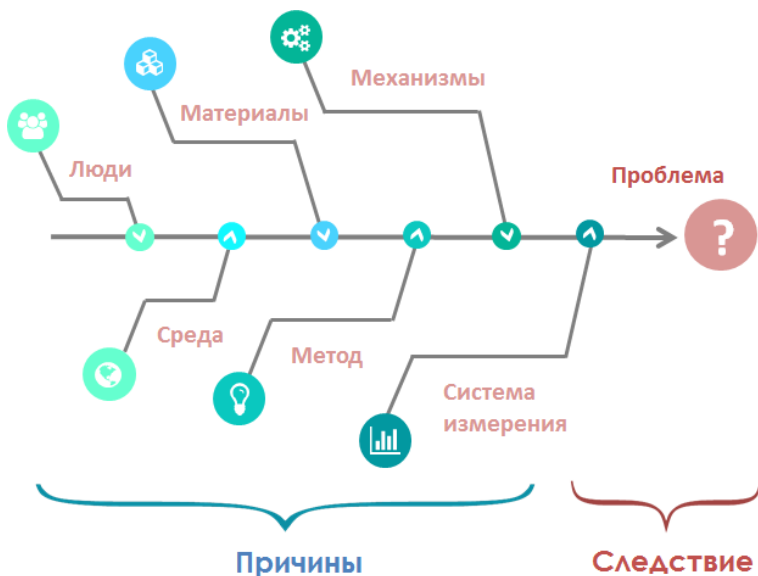 Механизмы
Материалы
Люди
Проблема
?
Среда
Метод
Система
измерения
Причины
Следствие